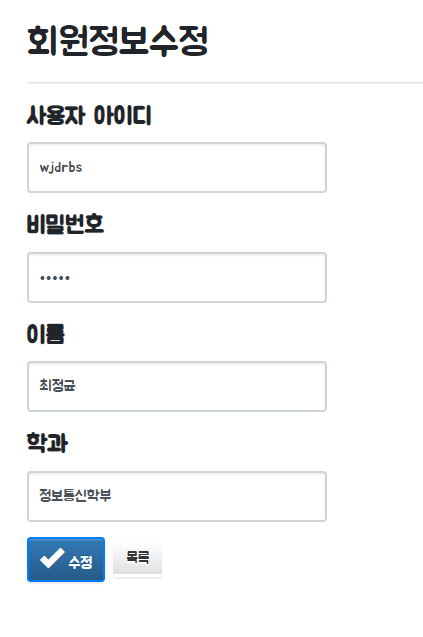 회원정보수정
사용자 아이디
wjdrbs
비밀번호
•••••
이름
최정균
학과
정보통신학부
수정
목록